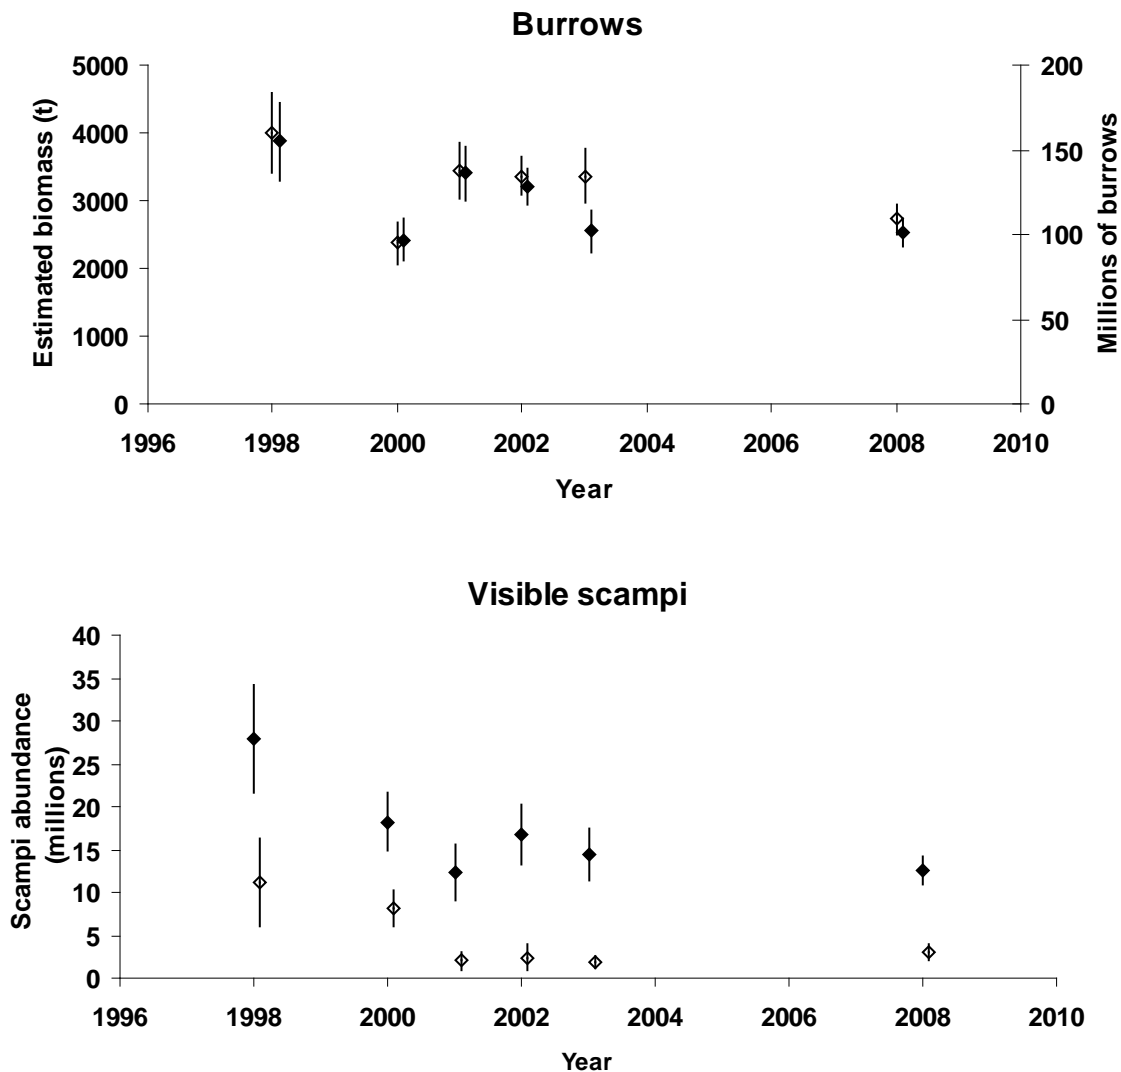 Burrows
5000
4000
3000
2000
1000
0
Estimated biomass (t)
200
150
100
50
0
Millions of burrows
1996 1998 2000 2002 2004 2006 2008 2010
Year
Visible scampi
40
35
30
25
20
15
10
5
0
Scampi abundance
(millions)
1996 1998 2000 2002 2004 2006 2008 2010
Year